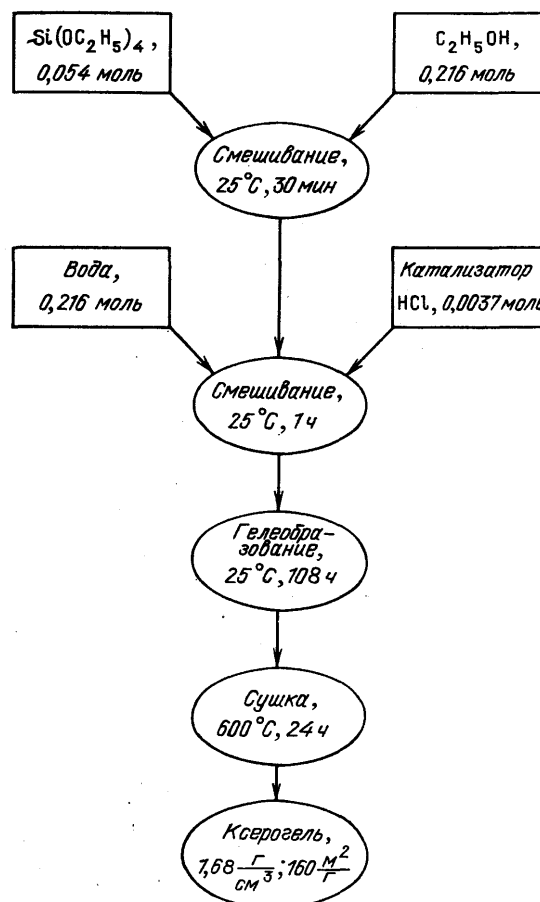 Si(OC₂H₅)₄,
0,054 моль
C₂H₅OH,
0,216 моль
Смешивание,
25°C, 30 мин
Вода,
0,216 моль
Катализатор
HCl, 0,0037 моль
Смешивание,
25°C, 1 ч
Гелеобра-
зование,
25°C, 108 ч
Сушка,
600°C, 24 ч
Ксерогель,
1,68 г/см³; 160 м²/г